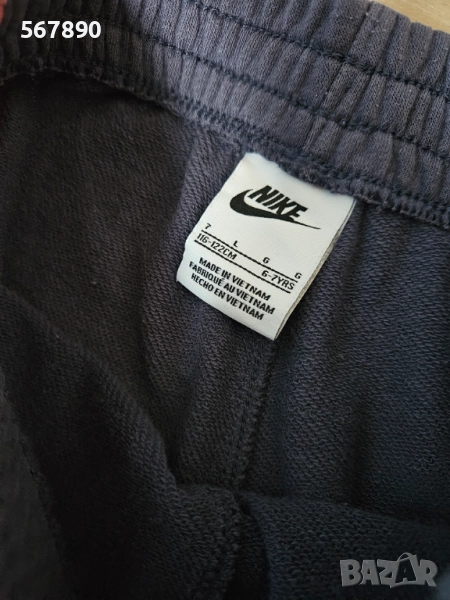 567890
NIKE
7 L G G
116-122CM 6-7YRS
MADE IN VIETNAM
FABRIQUÉ AU VIETNAM
HECHO EN VIETNAM
BAZAR